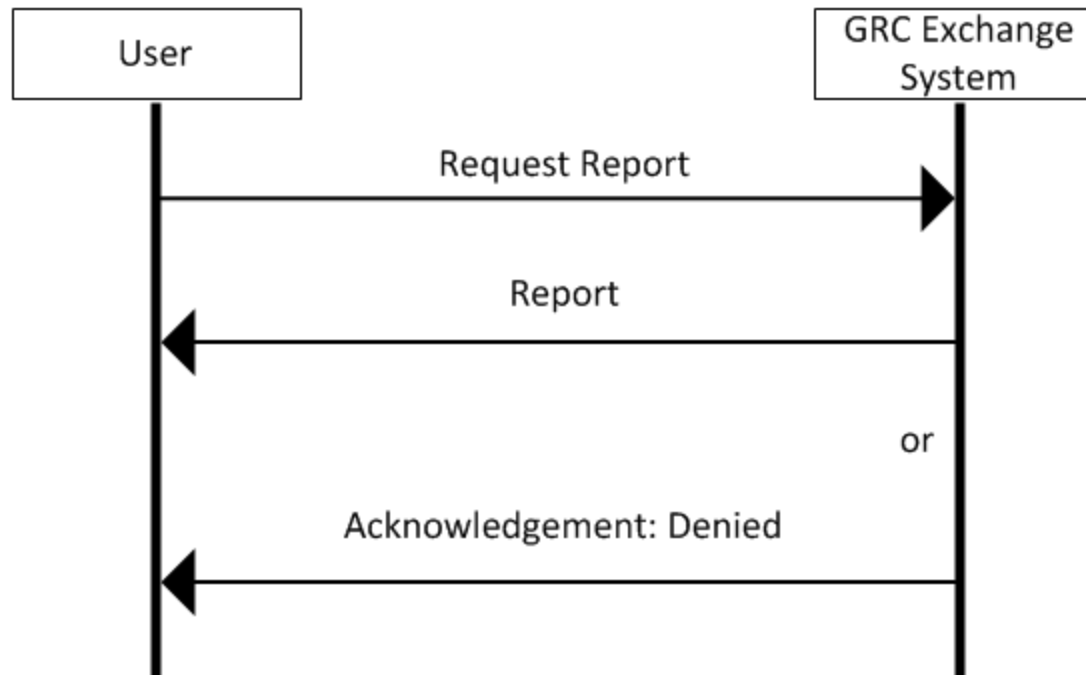 User
GRC Exchange
System
Request Report
Report
or
Acknowledgement: Denied